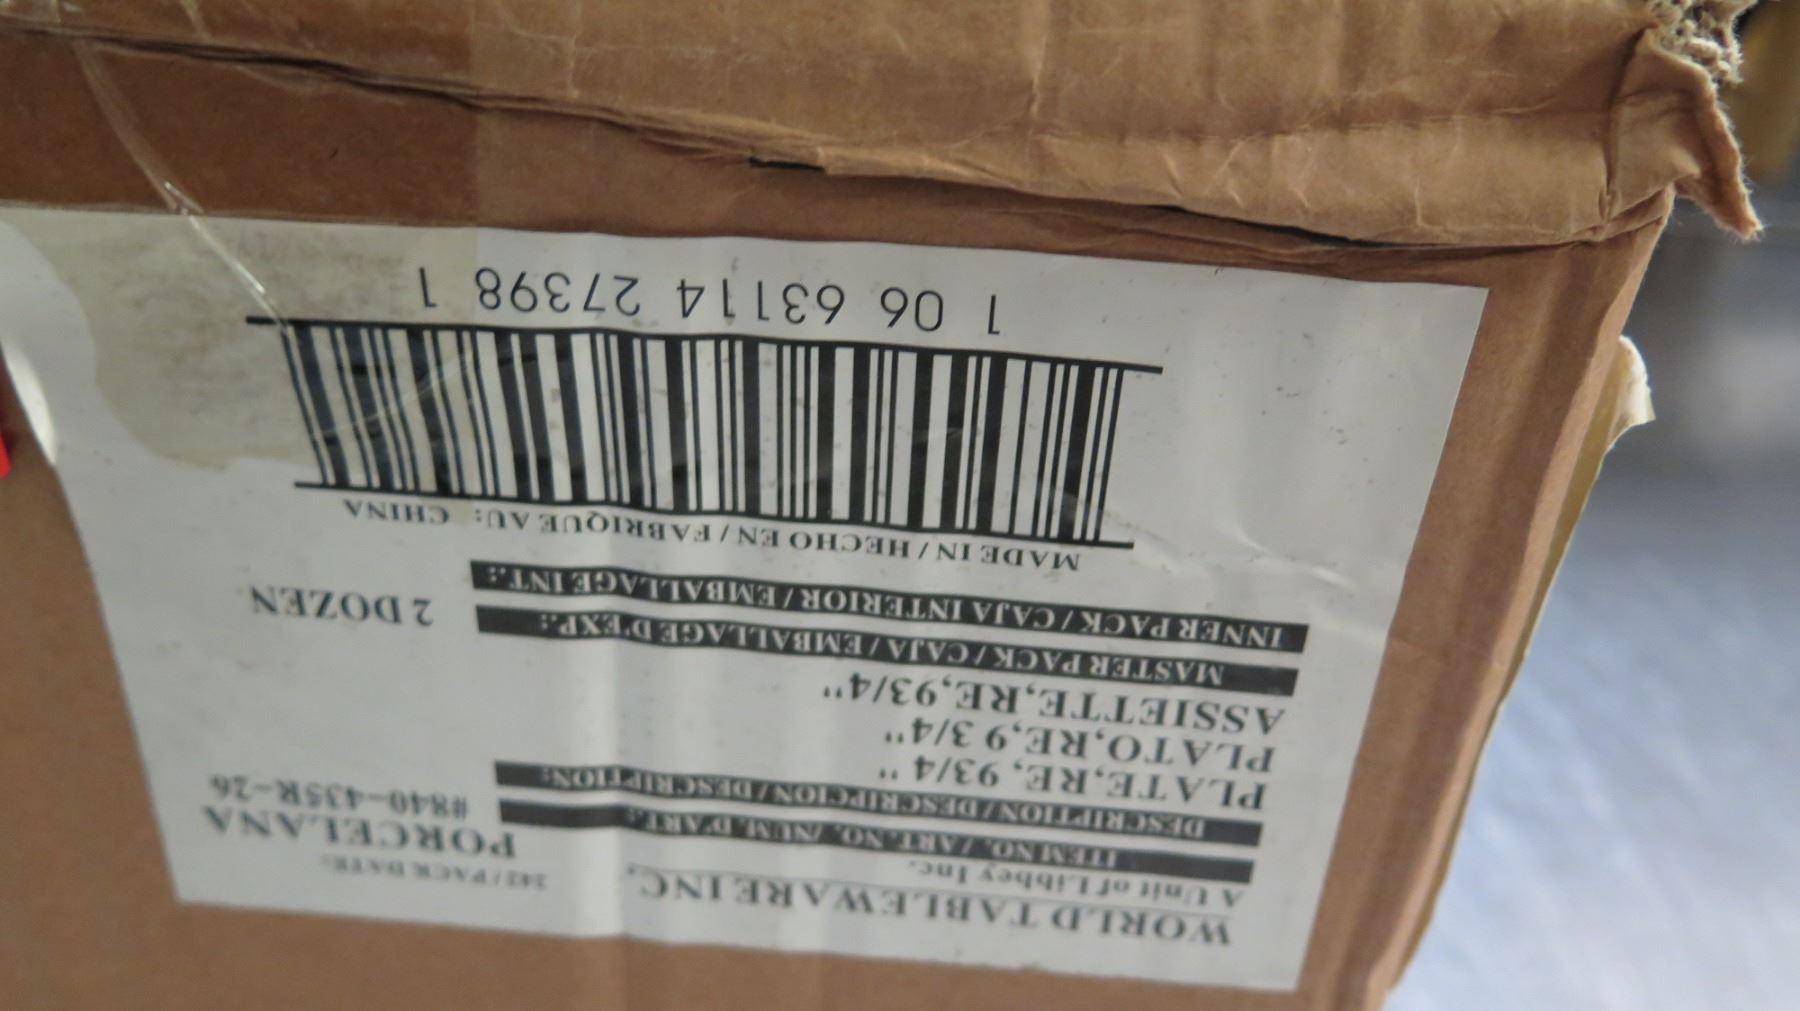 WORLD TABLEWARE INC.
A Unit of Libbey Inc.
242/PACK DATE:
ITEM NO. / ART. NO. /NUM. D'ART.:
PORCELANA
#840-435R-26
DESCRIPTION/DESCRIPCION/DESCRIPTION:
PLATE,RE, 93/4"
PLATO,RE,9 3/4"
ASSIETTE,RE,93/4"
MASTER PACK / CAJA / EMBALLAGE D'EXP.:
2 DOZEN
INNER PACK / CAJA INTERIOR / EMBALLAGE INT.:
MADE IN / HECHO EN / FABRIQUE AU: CHINA
1 06 63114 27398 1